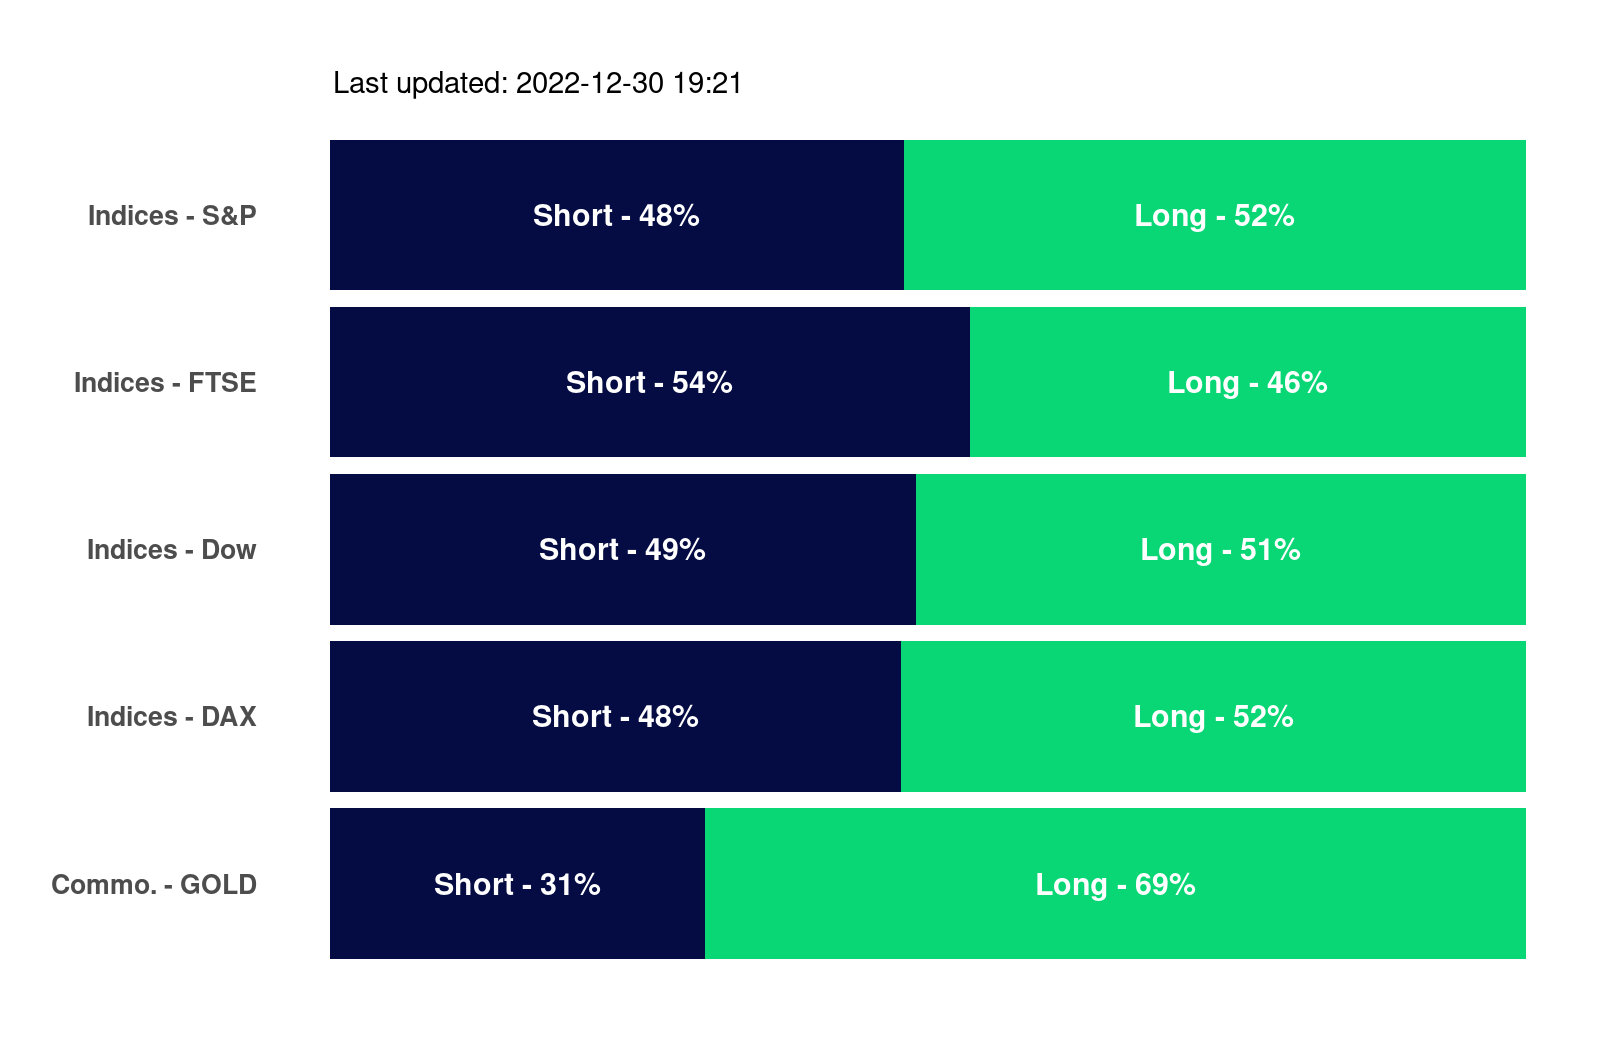 Last updated: 2022-12-30 19:21
Indices - S&P Short - 48% Long - 52%
Indices - FTSE Short - 54% Long - 46%
Indices - Dow Short - 49% Long - 51%
Indices - DAX Short - 48% Long - 52%
Commo. - GOLD Short - 31% Long - 69%